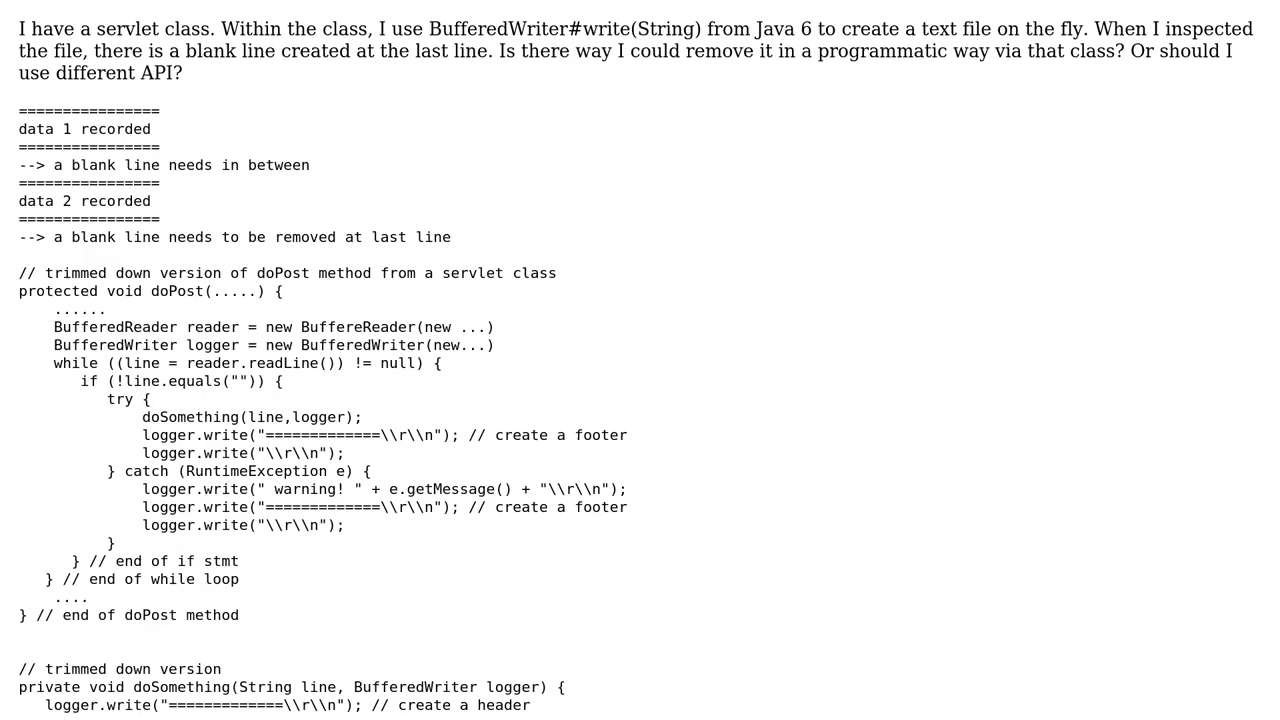 I have a servlet class. Within the class, I use BufferedWriter#write(String) from Java 6 to create a text file on the fly. When I inspected
the file, there is a blank line created at the last line. Is there way I could remove it in a programmatic way via that class? Or should I
use different API?
================
data 1 recorded
================
--> a blank line needs in between
================
data 2 recorded
================
--> a blank line needs to be removed at last line
// trimmed down version of doPost method from a servlet class
protected void doPost(.....) {
    ......
    BufferedReader reader = new BuffereReader(new ...)
    BufferedWriter logger = new BufferedWriter(new...)
    while ((line = reader.readLine()) != null) {
       if (!line.equals("")) {
          try {
              doSomething(line,logger);
              logger.write("=============\\r\\n"); // create a footer
              logger.write("\\r\\n");
          } catch (RuntimeException e) {
              logger.write(" warning! " + e.getMessage() + "\\r\\n");
              logger.write("=============\\r\\n"); // create a footer
              logger.write("\\r\\n");
          }
      } // end of if stmt
   } // end of while loop
    ....
} // end of doPost method
// trimmed down version
private void doSomething(String line, BufferedWriter logger) {
   logger.write("=============\\r\\n"); // create a header